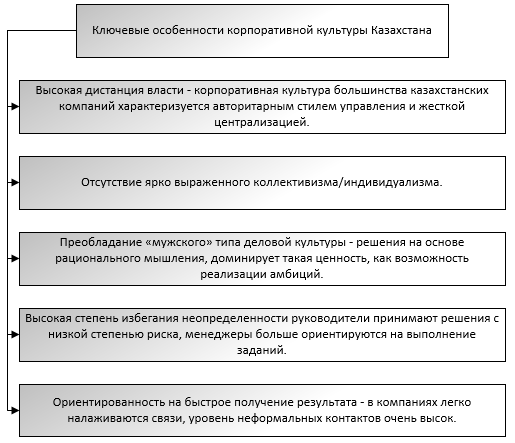 Ключевые особенности корпоративной культуры Казахстана
Высокая дистанция власти - корпоративная культура большинства казахстанских
компаний характеризуется авторитарным стилем управления и жесткой
централизацией.
Отсутствие ярко выраженного коллективизма/индивидуализма.
Преобладание «мужского» типа деловой культуры - решения на основе
рационального мышления, доминирует такая ценность, как возможность
реализации амбиций.
Высокая степень избегания неопределенности руководители принимают решения с
низкой степенью риска, менеджеры больше ориентируются на выполнение
заданий.
Ориентированность на быстрое получение результата - в компаниях легко
налаживаются связи, уровень неформальных контактов очень высок.